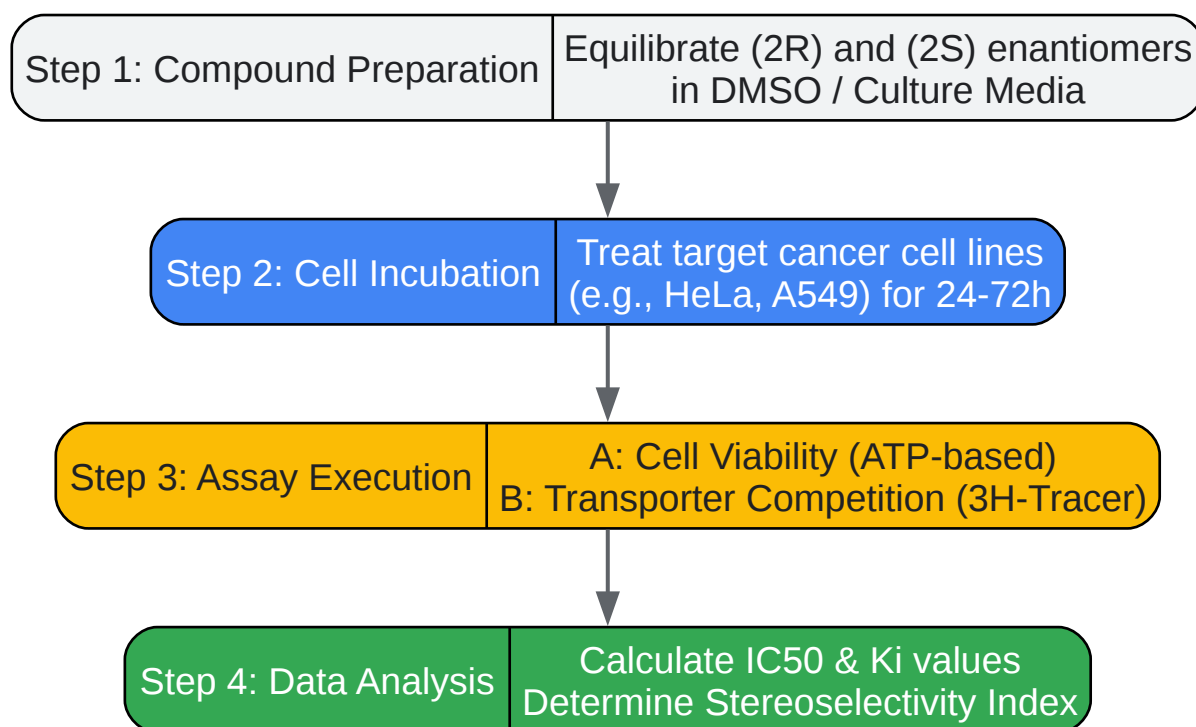 Step 1: Compound Preparation
Equilibrate (2R) and (2S) enantiomers
in DMSO / Culture Media
Step 2: Cell Incubation
Treat target cancer cell lines
(e.g., HeLa, A549) for 24-72h
Step 3: Assay Execution
A: Cell Viability (ATP-based)
B: Transporter Competition (3H-Tracer)
Step 4: Data Analysis
Calculate IC50 & Ki values
Determine Stereoselectivity Index